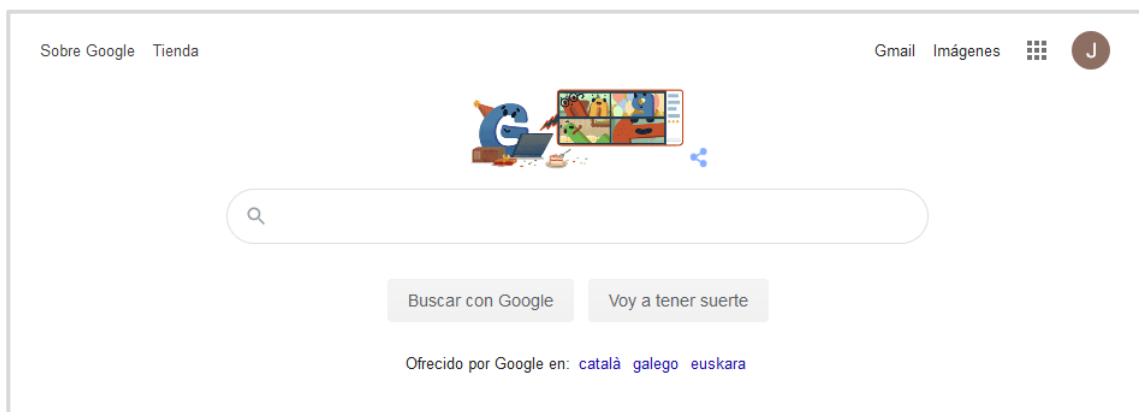 Sobre Google Tienda Gmail Imágenes J
G
Buscar con Google Voy a tener suerte
Ofrecido por Google en: català galego euskara